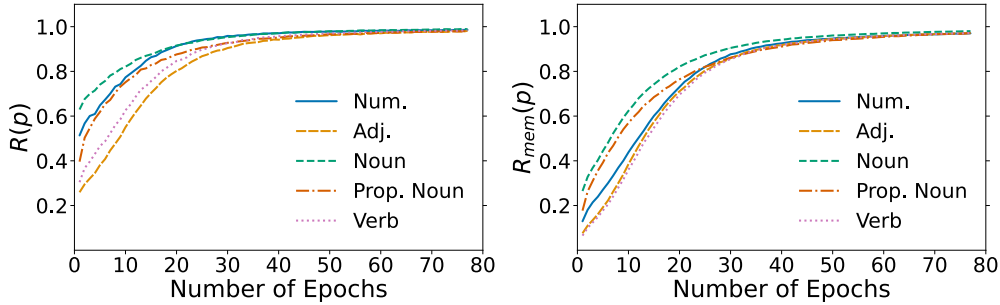 R(p)
1.0
0.8
0.6
0.4
0.2
0 10 20 30 40 50 60 70 80
Number of Epochs
Num.
Adj.
Noun
Prop. Noun
Verb
R_mem(p)
1.0
0.8
0.6
0.4
0.2
0 10 20 30 40 50 60 70 80
Number of Epochs
Num.
Adj.
Noun
Prop. Noun
Verb